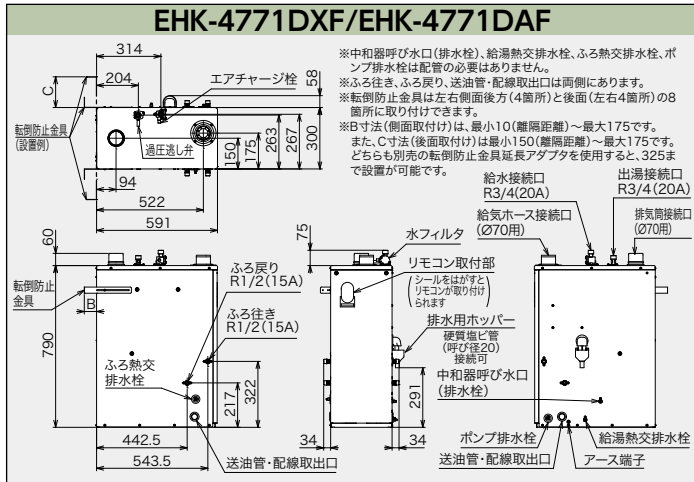 EHK-4771DXF/EHK-4771DAF
※中和器呼び水口(排水栓)、給湯熱交排水栓、ふろ熱交排水栓、ポ
ンプ排水栓は配管の必要はありません。
※ふろ往き、ふろ戻り、送油管・配線取出口は両側にあります。
※転倒防止金具は左右側面後方(4箇所)と後面(左右4箇所)の8
箇所に取り付けできます。
※B寸法(側面取付け)は、最小10(離隔距離)～最大175です。
また、C寸法(後面取付け)は最小150(離隔距離)～最大175です。
どちらも別売の転倒防止金具延長アダプタを使用すると、325ま
で設置が可能です。
314
204
エアチャージ栓
58
C
転倒防止金具
(設置例)
過圧逃し弁
150
175
263
267
300
94
522
591
60
転倒防止
金具
B
790
ふろ戻り
R1/2(15A)
ふろ往き
R1/2(15A)
ふろ熱交
排水栓
217
322
442.5
543.5
送油管・配線取出口
75
水フィルタ
リモコン取付部
(シールをはがすと
リモコンが取り付け
られます)
排水用ホッパー
硬質塩ビ管
(呼び径20)
接続可
291
34
34
給水接続口
R3/4(20A)
出湯接続口
R3/4(20A)
給気ホース接続口
(Ø70用)
排気筒接続口
(Ø70用)
中和器呼び水口
(排水栓)
ポンプ排水栓
給湯熱交排水栓
送油管・配線取出口
アース端子